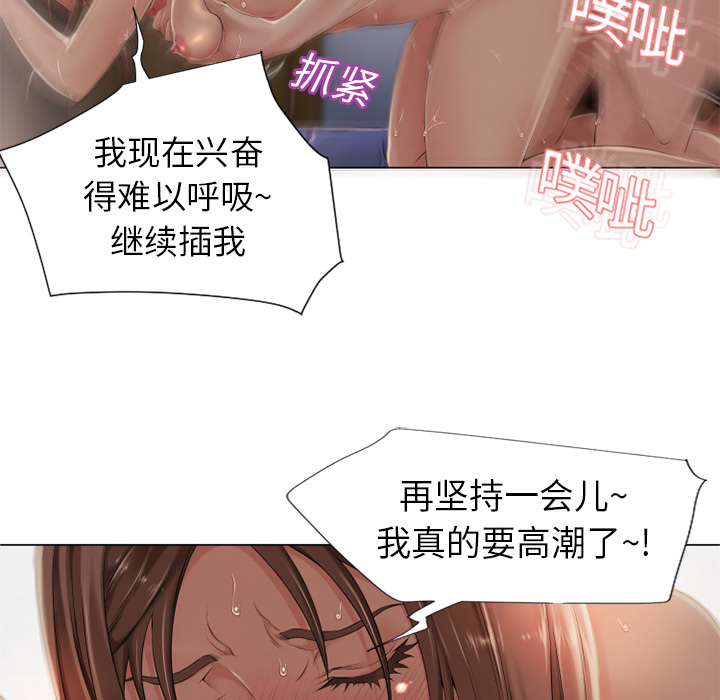 噗呲
抓紧
噗呲
我现在兴奋
得难以呼吸~
继续插我
再坚持一会儿~
我真的要高潮了~!